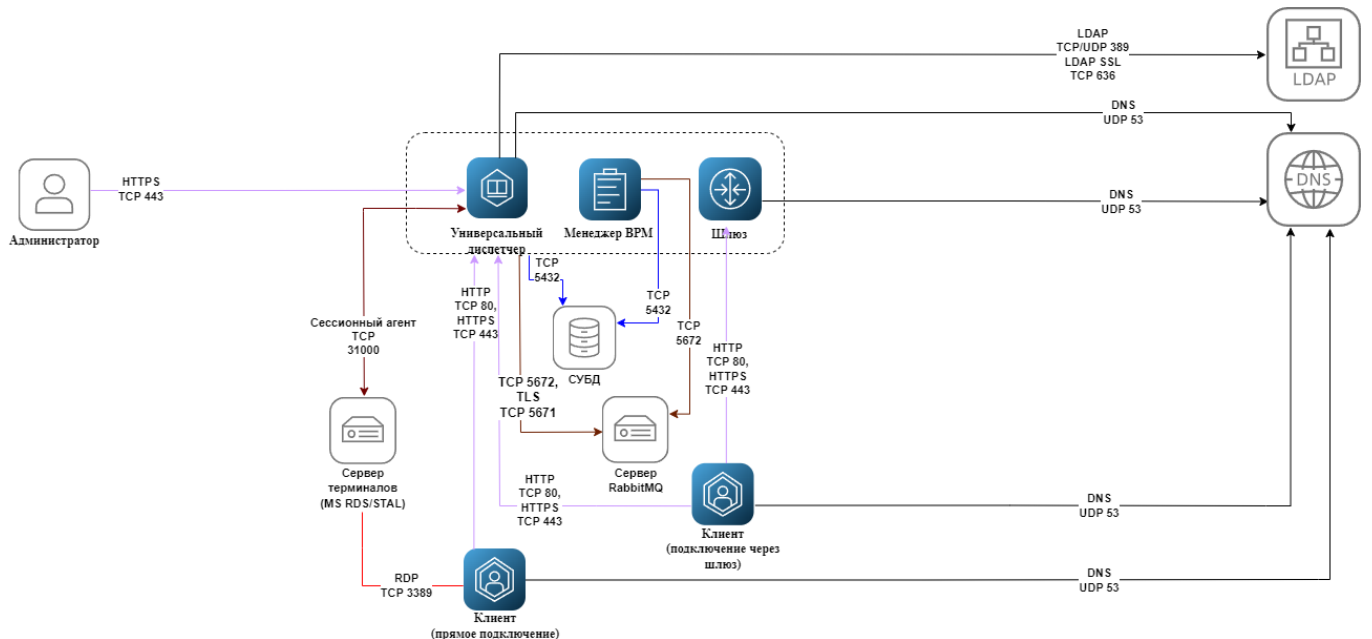 LDAP
TCP/UDP 389
LDAP SSL
TCP 636
LDAP
DNS
UDP 53
DNS
HTTPS
TCP 443
Администратор
Универсальный
диспетчер
Менеджер ВРМ
Шлюз
DNS
UDP 53
TCP
5432
TCP
5432
HTTP
TCP 80,
HTTPS
TCP 443
Сессионный агент
TCP
31000
TCP
5672
HTTP
TCP 80,
HTTPS
TCP 443
СУБД
TCP 5672,
TLS
TCP 5671
Сервер
терминалов
(MS RDS/STAL)
Сервер
RabbitMQ
HTTP
TCP 80,
HTTPS
TCP 443
DNS
UDP 53
Клиент
(подключение через
шлюз)
RDP
TCP 3389
DNS
UDP 53
Клиент
(прямое подключение)